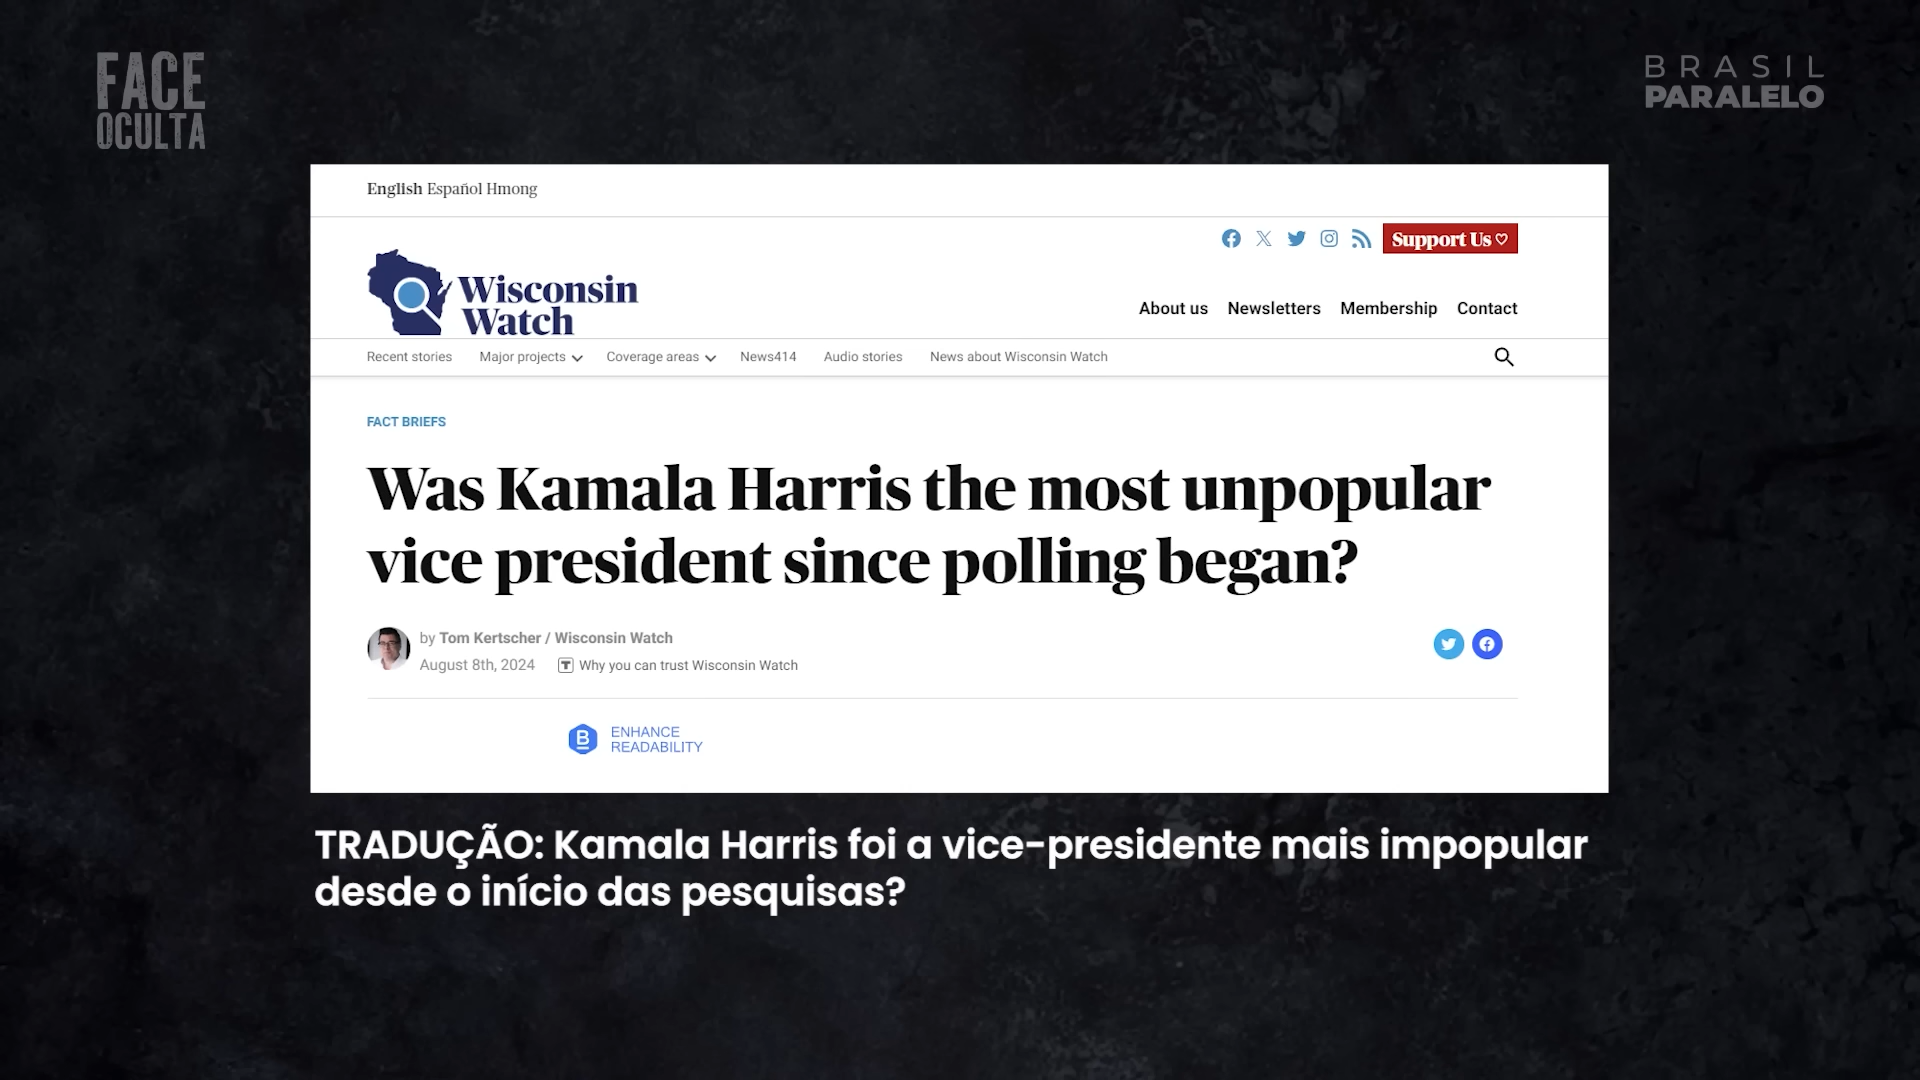 FACE
OCULTA
BRASIL
PARALELO
English Español Hmong
Support Us
Wisconsin
Watch
About us Newsletters Membership Contact
Recent stories Major projects Coverage areas News414 Audio stories News about Wisconsin Watch
FACT BRIEFS
Was Kamala Harris the most unpopular
vice president since polling began?
by Tom Kertscher / Wisconsin Watch
August 8th, 2024 T Why you can trust Wisconsin Watch
B ENHANCE
READABILITY
TRADUÇÃO: Kamala Harris foi a vice-presidente mais impopular
desde o início das pesquisas?